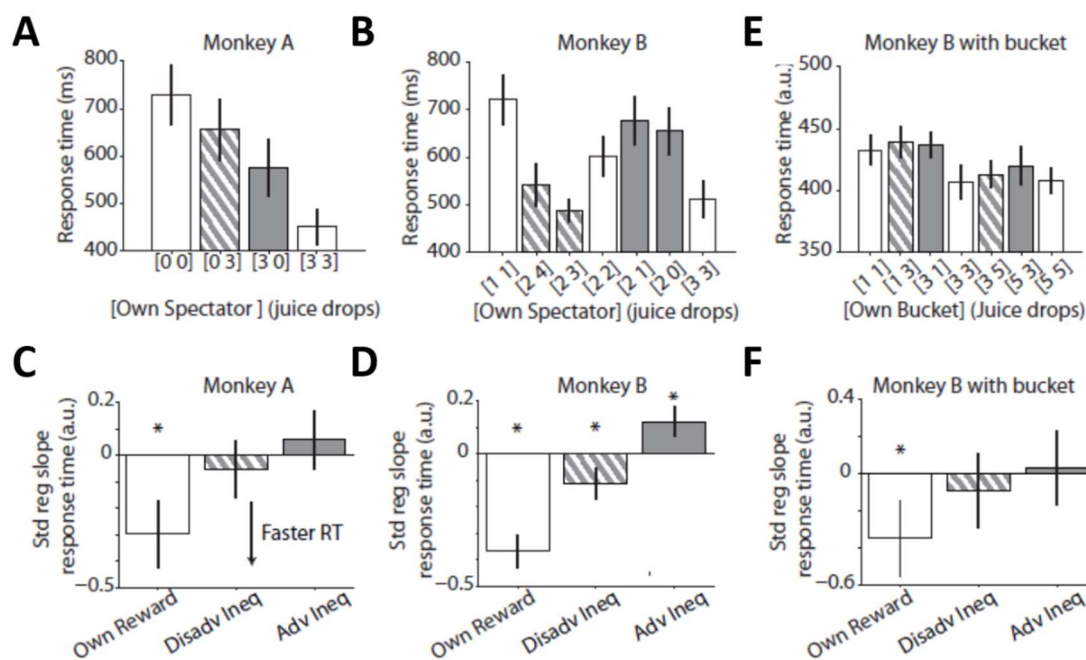 A
Monkey A
Response time (ms)
800
700
600
500
400
[0 0]
[0 3]
[3 0]
[3 3]
[Own Spectator ] (juice drops)
B
Monkey B
Response time (ms)
800
700
600
500
400
[1 1]
[2 4]
[2 3]
[2 2]
[2 1]
[2 0]
[3 3]
[Own Spectator] (juice drops)
E
Monkey B with bucket
Response time (a.u.)
500
450
400
350
[1 1]
[1 3]
[3 1]
[3 3]
[3 5]
[5 3]
[5 5]
[Own Bucket] (Juice drops)
C
Monkey A
Std reg slope
response time (a.u.)
0.2
0
−0.5
*
Faster RT
Own Reward
Disadv Ineq
Adv Ineq
D
Monkey B
Std reg slope
response time (a.u.)
0.2
0
−0.5
*
*
*
Own Reward
Disadv Ineq
Adv Ineq
F
Monkey B with bucket
Std reg slope
response time (a.u.)
0.4
0
−0.6
*
Own Reward
Disadv Ineq
Adv Ineq